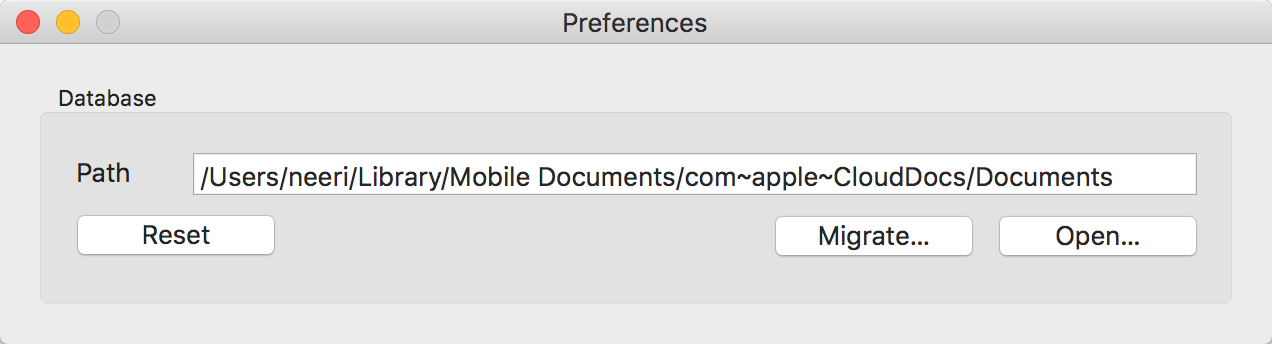 Preferences
Database
Path /Users/neeri/Library/Mobile Documents/com~apple~CloudDocs/Documents
Reset Migrate... Open...